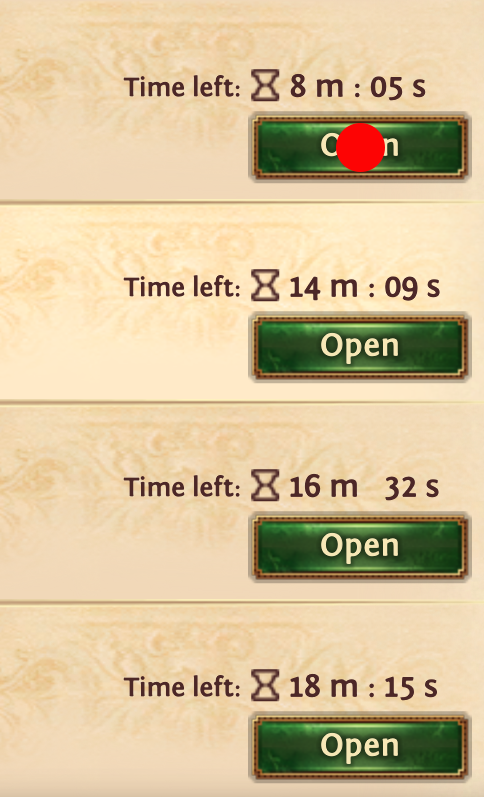 Time left: 8 m : 05 s
Time left: 14 m : 09 s
Open
Time left: 16 m 32 s
Open
Time left: 18 m : 15 s
Open